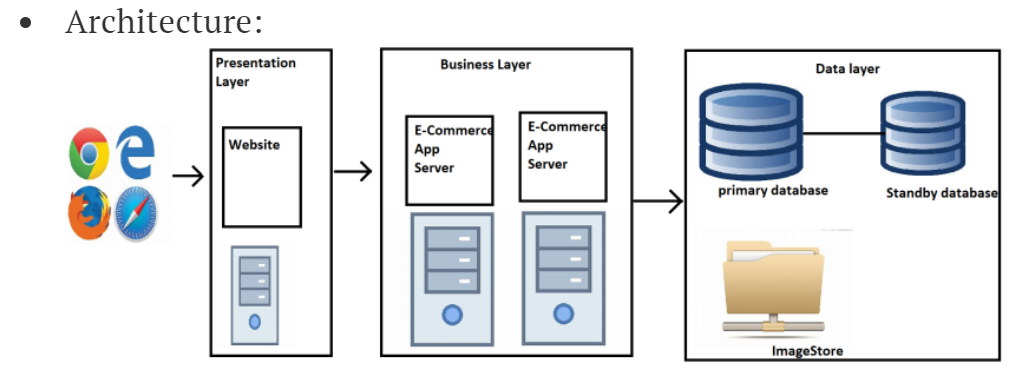 • Architecture:
Presentation
Layer
Website
Business Layer
E-Commerce
App
Server
E-Commerce
App
Server
Data layer
primary database
Standby database
ImageStore